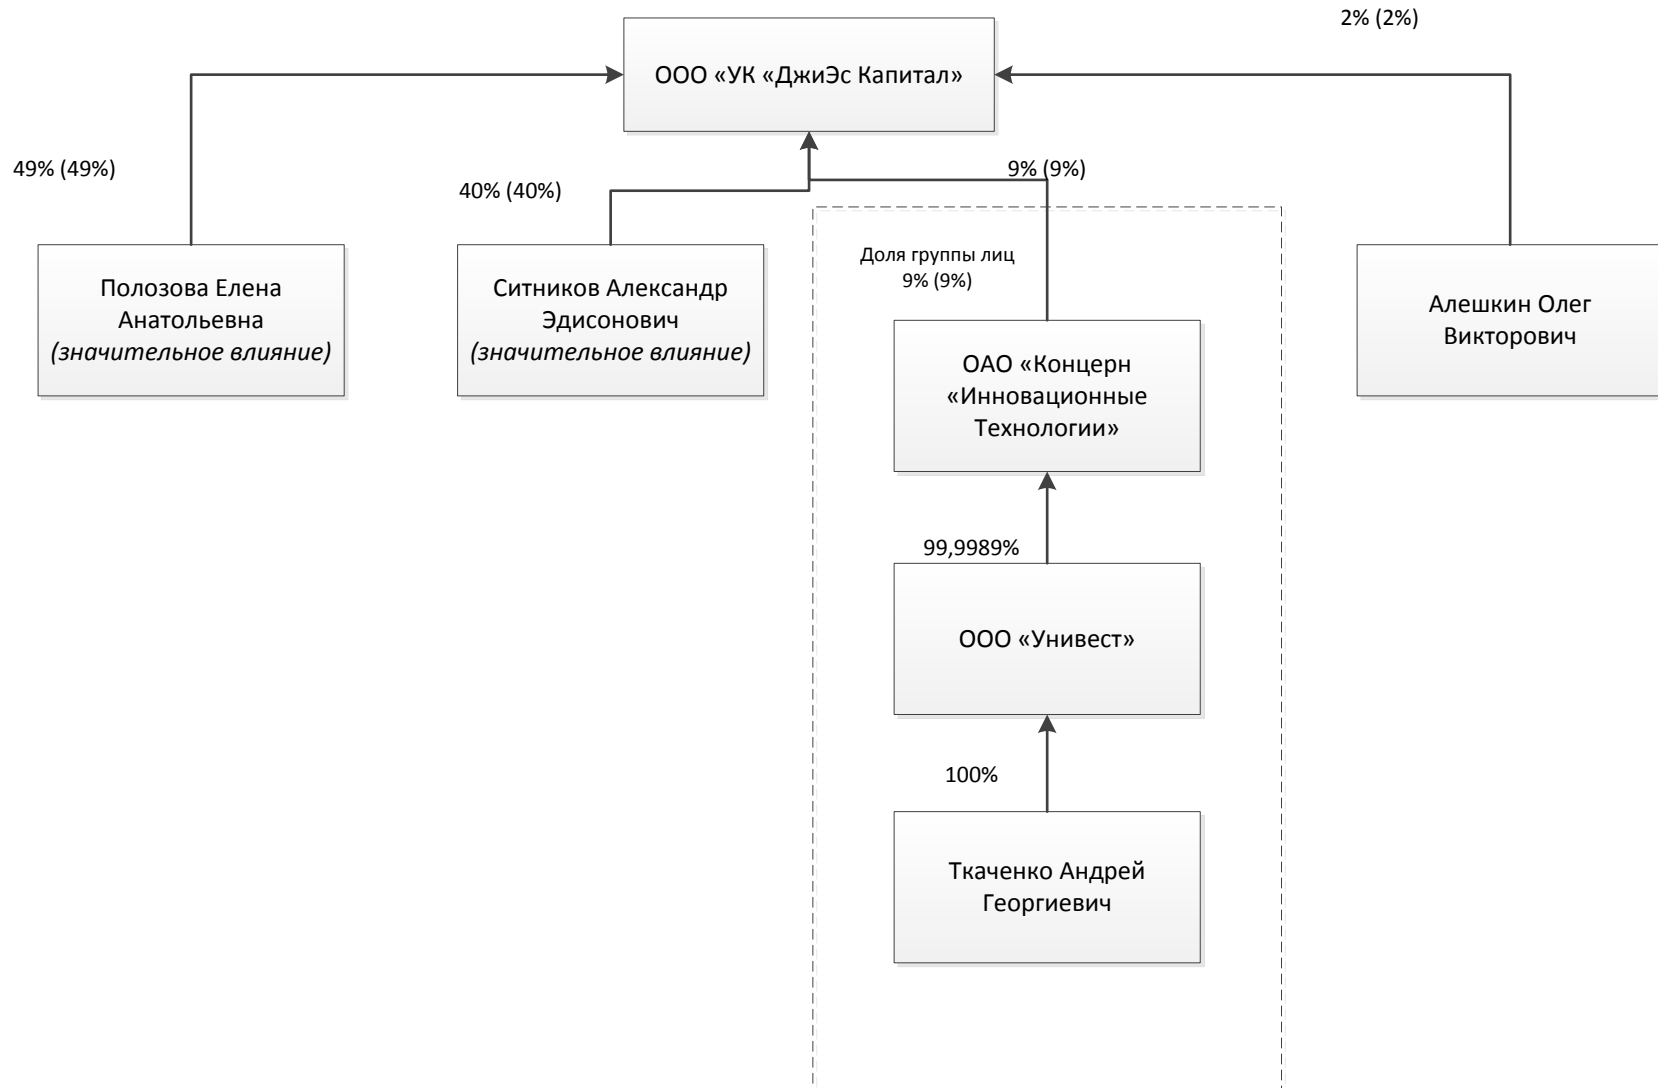 2% (2%)
ООО «УК «ДжиЭс Капитал»
49% (49%)
40% (40%)
9% (9%)
Доля группы лиц
9% (9%)
Полозова Елена
Анатольевна
(значительное влияние)
Ситников Александр
Эдисонович
(значительное влияние)
ОАО «Концерн
«Инновационные
Технологии»
Алешкин Олег
Викторович
99,9989%
ООО «Унивест»
100%
Ткаченко Андрей
Георгиевич